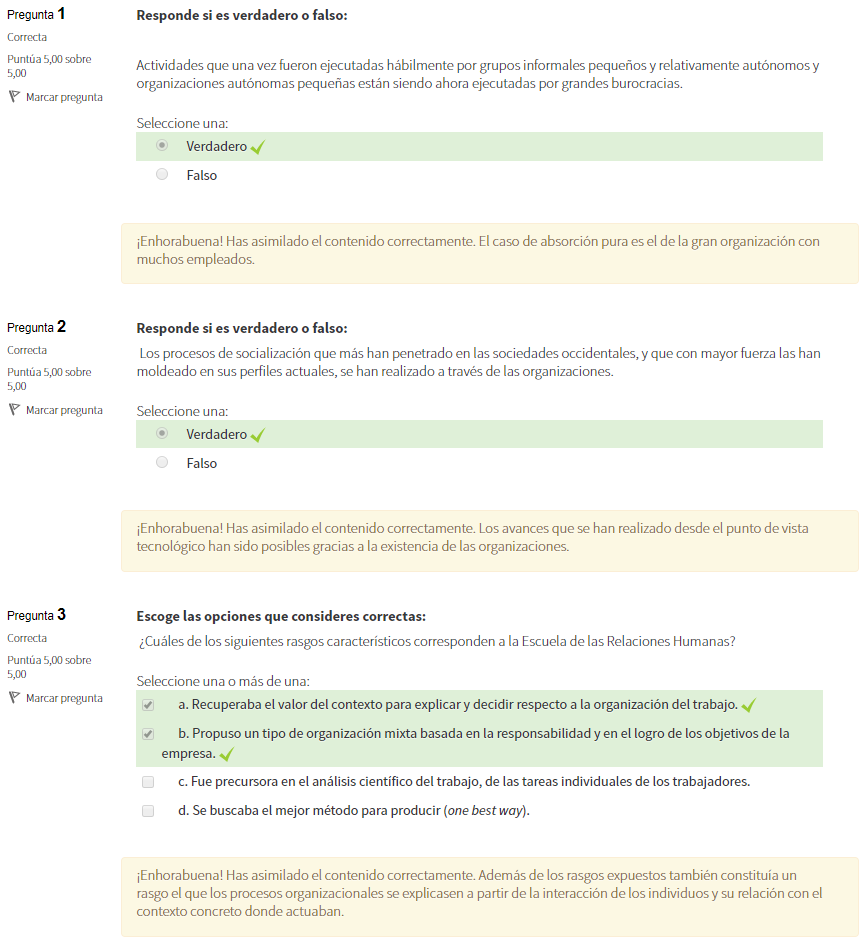 Pregunta 1
Correcta
Puntúa 5,00 sobre
5,00
Marcar pregunta
Responde si es verdadero o falso:
Actividades que una vez fueron ejecutadas hábilmente por grupos informales pequeños y relativamente autónomos y
organizaciones autónomas pequeñas están siendo ahora ejecutadas por grandes burocracias.
Seleccione una:
Verdadero
Falso
¡Enhorabuena! Has asimilado el contenido correctamente. El caso de absorción pura es el de la gran organización con
muchos empleados.
Pregunta 2
Correcta
Puntúa 5,00 sobre
5,00
Marcar pregunta
Responde si es verdadero o falso:
Los procesos de socialización que más han penetrado en las sociedades occidentales, y que con mayor fuerza las han
moldeado en sus perfiles actuales, se han realizado a través de las organizaciones.
Seleccione una:
Verdadero
Falso
¡Enhorabuena! Has asimilado el contenido correctamente. Los avances que se han realizado desde el punto de vista
tecnológico han sido posibles gracias a la existencia de las organizaciones.
Pregunta 3
Correcta
Puntúa 5,00 sobre
5,00
Marcar pregunta
Escoge las opciones que consideres correctas:
¿Cuáles de los siguientes rasgos característicos corresponden a la Escuela de las Relaciones Humanas?
Seleccione una o más de una:
a. Recuperaba el valor del contexto para explicar y decidir respecto a la organización del trabajo.
b. Propuso un tipo de organización mixta basada en la responsabilidad y en el logro de los objetivos de la
empresa.
c. Fue precursora en el análisis científico del trabajo, de las tareas individuales de los trabajadores.
d. Se buscaba el mejor método para producir (one best way).
¡Enhorabuena! Has asimilado el contenido correctamente. Además de los rasgos expuestos también constituía un
rasgo el que los procesos organizacionales se explicasen a partir de la interacción de los individuos y su relación con el
contexto concreto donde actuaban.